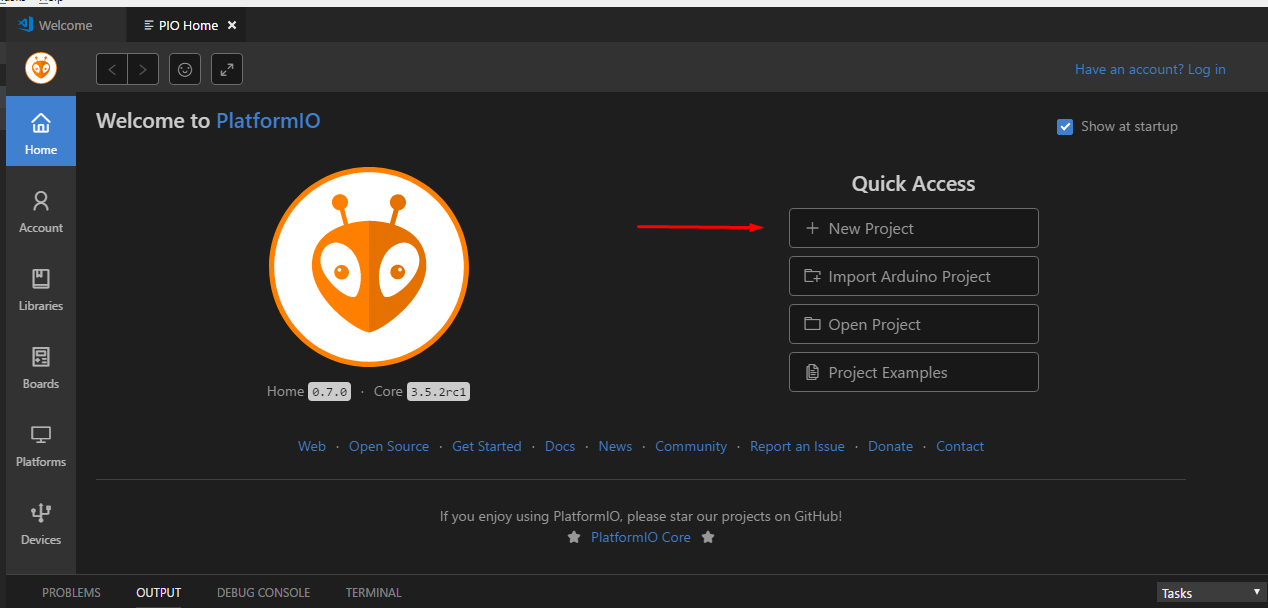 Welcome
PIO Home
Have an account? Log in
Home
Account
Libraries
Boards
Platforms
Devices
Welcome to PlatformIO
Show at startup
Home 0.7.0 · Core 3.5.2rc1
Quick Access
New Project
Import Arduino Project
Open Project
Project Examples
Web · Open Source · Get Started · Docs · News · Community · Report an Issue · Donate · Contact
If you enjoy using PlatformIO, please star our projects on GitHub!
PlatformIO Core
PROBLEMS OUTPUT DEBUG CONSOLE TERMINAL
Tasks